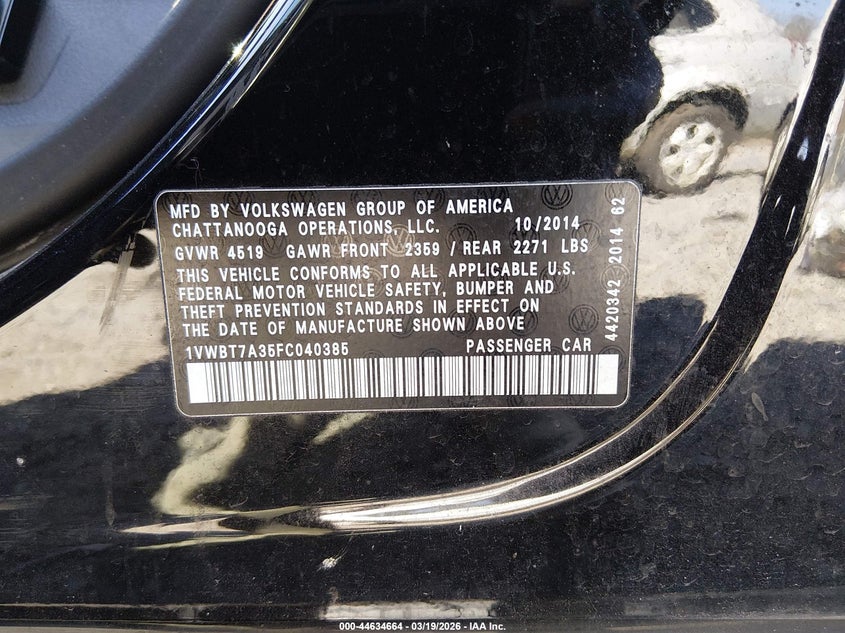 MFD BY VOLKSWAGEN GROUP OF AMERICA
CHATTANOOGA OPERATIONS, LLC. 10/2014
GVWR 4519 GAWR FRONT 2359 / REAR 2271 LBS
THIS VEHICLE CONFORMS TO ALL APPLICABLE U.S.
FEDERAL MOTOR VEHICLE SAFETY, BUMPER AND
THEFT PREVENTION STANDARDS IN EFFECT ON
THE DATE OF MANUFACTURE SHOWN ABOVE
1VWBT7A35FC040385 PASSENGER CAR
4420342 2014 62
000-44634664 - 03/19/2026 - IAA Inc.